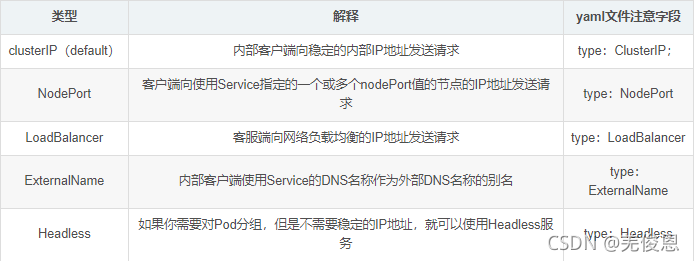 类型 解释 yaml文件注意字段
clusterIP（default） 内部客户端向稳定的内部IP地址发送请求 type：ClusterIP；
NodePort 客户端向使用Service指定的一个或多个nodePort值的节点的IP地址发送请
求 type：NodePort
LoadBalancer 客服端向网络负载均衡的IP地址发送请求 type：LoadBalancer
ExternalName 内部客户端使用Service的DNS名称作为外部DNS名称的别名 type：
ExternalName
Headless 如果你需要对Pod分组，但是不需要稳定的IP地址，就可以使用Headless服
务 type：Headless
CSDN @羌俊恩